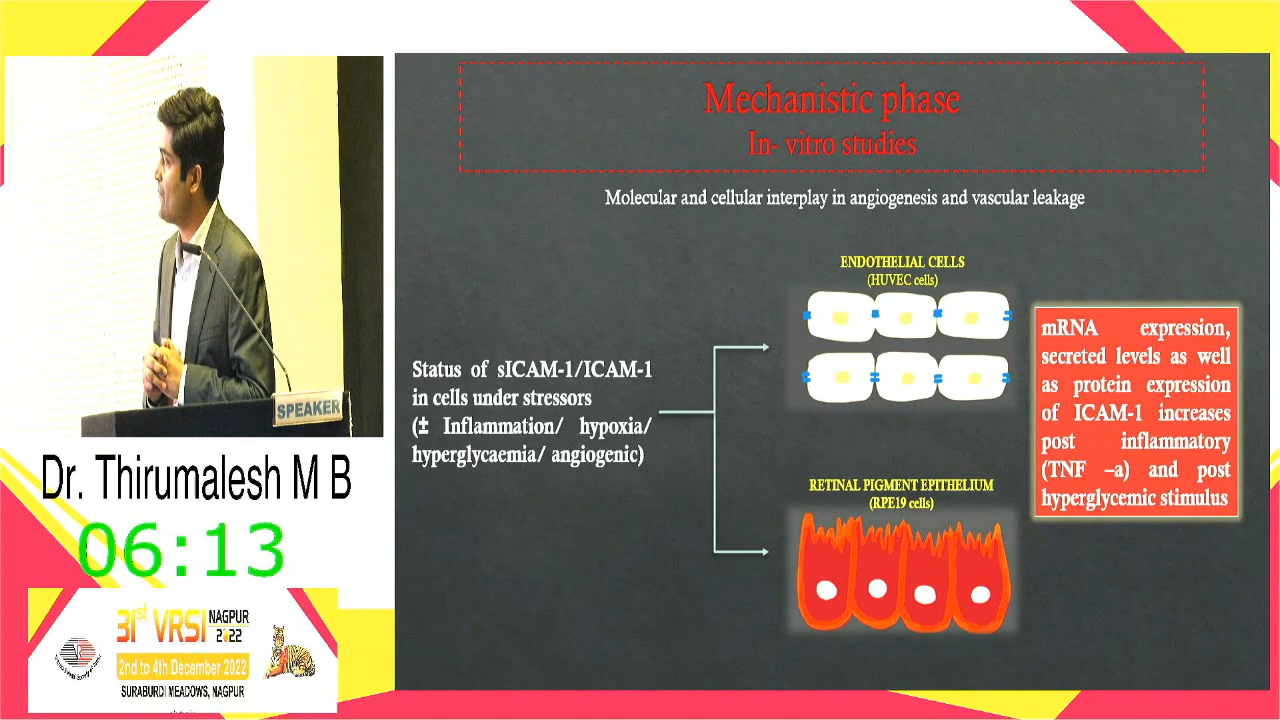 Mechanistic phase
In- vitro studies
Molecular and cellular interplay in angiogenesis and vascular leakage
ENDOTHELIAL CELLS
(HUVEC cells)
Status of sICAM-1/ICAM-1
in cells under stressors
(± Inflammation/ hypoxia/
hyperglycaemia/ angiogenic)
mRNA expression,
secreted levels as well
as protein expression
of ICAM-1 increases
post inflammatory
(TNF –a) and post
hyperglycemic stimulus
RETINAL PIGMENT EPITHELIUM
(RPE19 cells)
SPEAKER
Dr. Thirumalesh M B
06:13
31st VRSI NAGPUR
2022
2nd to 4th December 2022
SURABURDI MEADOWS, NAGPUR